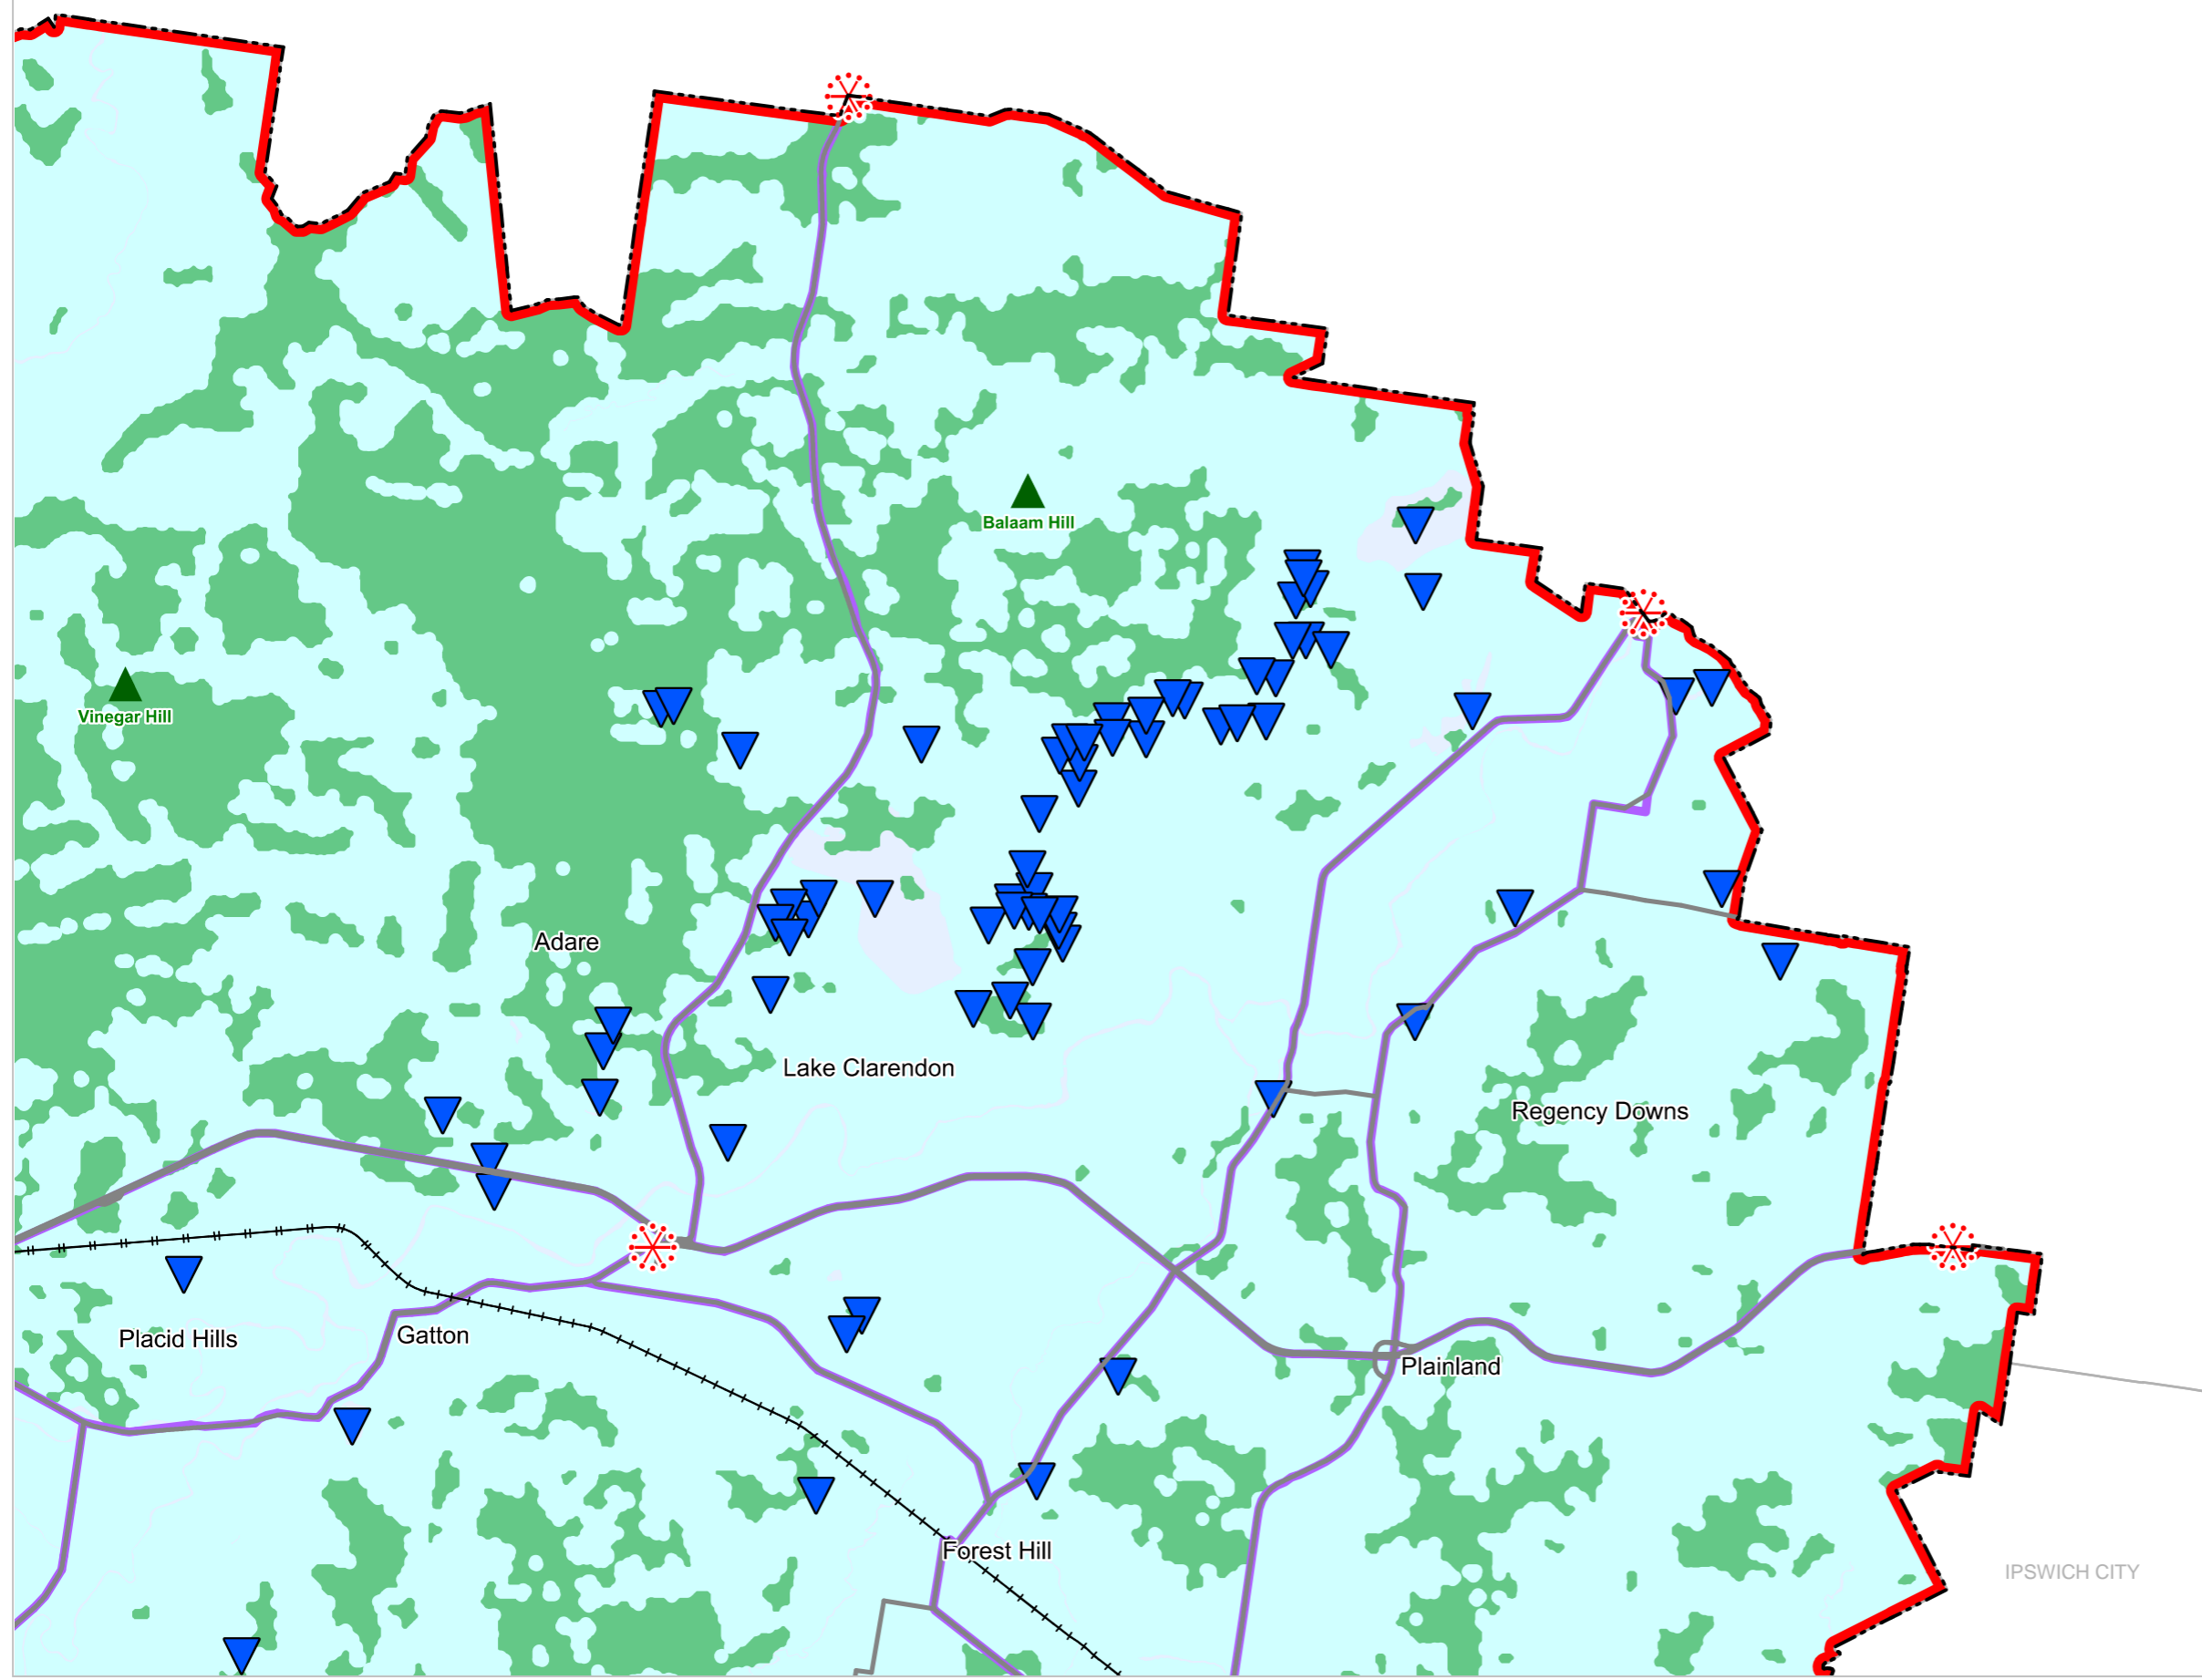 Balaam Hill
Vinegar Hill
Adare
Lake Clarendon
Regency Downs
Placid Hills
Gatton
Plainland
Forest Hill
IPSWICH CITY